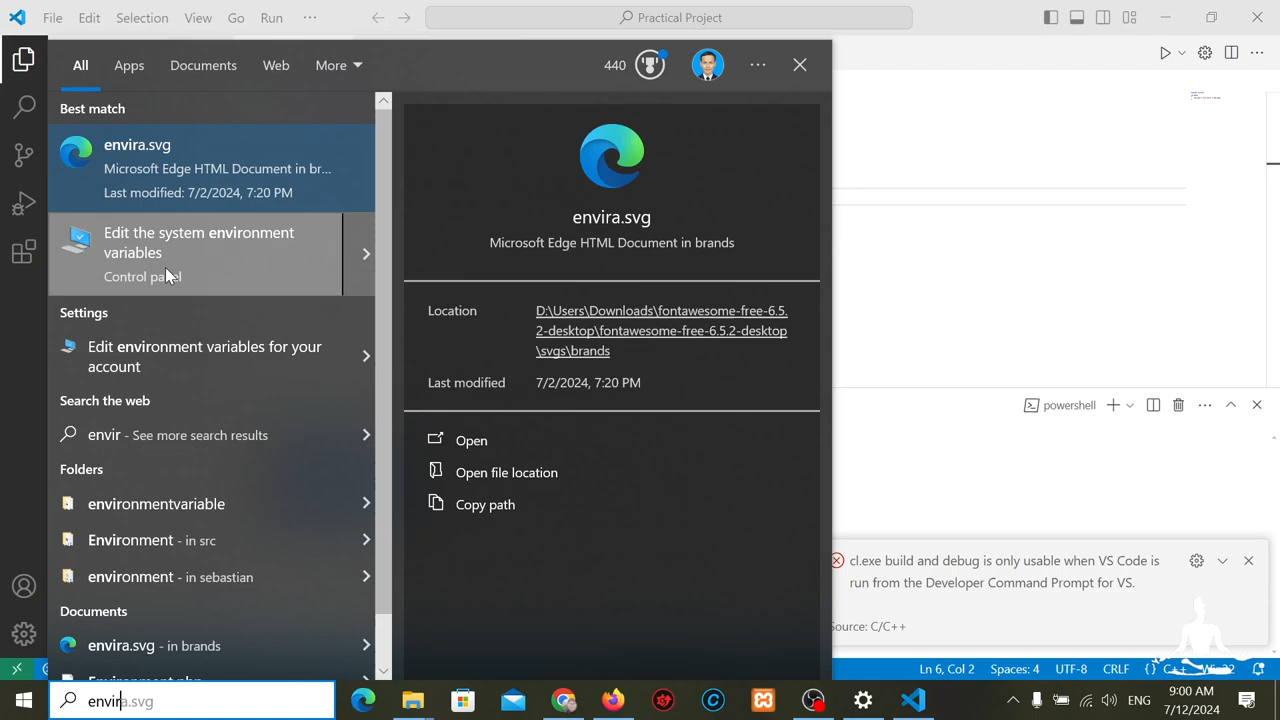 File Edit Selection View Go Run ··· Practical Project
All Apps Documents Web More 440 ···
Best match
envira.svg
Microsoft Edge HTML Document in br...
Last modified: 7/2/2024, 7:20 PM
Edit the system environment
variables
Control panel
Settings
Edit environment variables for your
account
Search the web
envir - See more search results
Folders
environmentvariable
Environment - in src
environment - in sebastian
Documents
envira.svg - in brands
envira.svg
Microsoft Edge HTML Document in brands
Location D:\Users\Downloads\fontawesome-free-6.5.
2-desktop\fontawesome-free-6.5.2-desktop
\svgs\brands
Last modified 7/2/2024, 7:20 PM
Open
Open file location
Copy path
powershell
cl.exe build and debug is only usable when VS Code is
run from the Developer Command Prompt for VS.
Source: C/C++
Ln 6, Col 2 Spaces: 4 UTF-8 CRLF {} C++
envira.svg
ENG
9:00 AM
7/12/2024